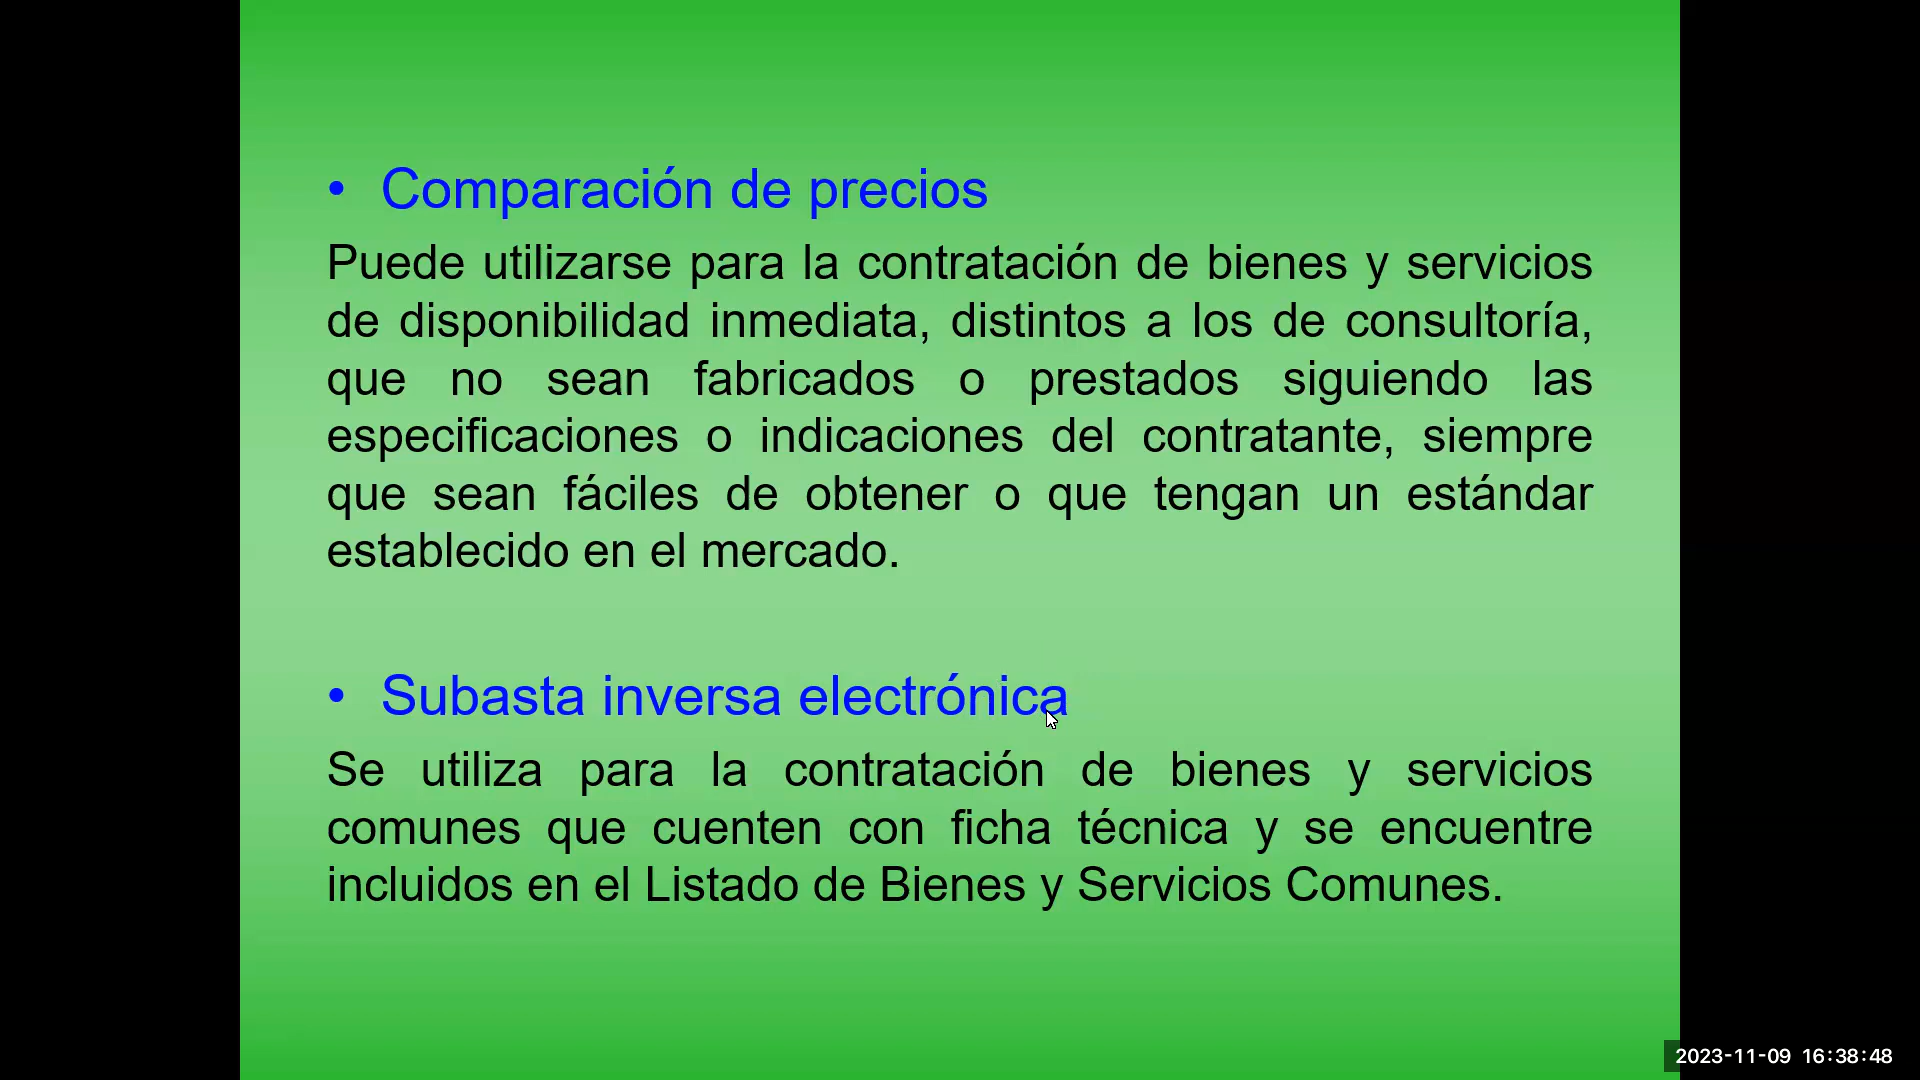 • Comparación de precios
Puede utilizarse para la contratación de bienes y servicios
de disponibilidad inmediata, distintos a los de consultoría,
que no sean fabricados o prestados siguiendo las
especificaciones o indicaciones del contratante, siempre
que sean fáciles de obtener o que tengan un estándar
establecido en el mercado.
• Subasta inversa electrónica
Se utiliza para la contratación de bienes y servicios
comunes que cuenten con ficha técnica y se encuentre
incluidos en el Listado de Bienes y Servicios Comunes.
2023-11-09 16:38:48